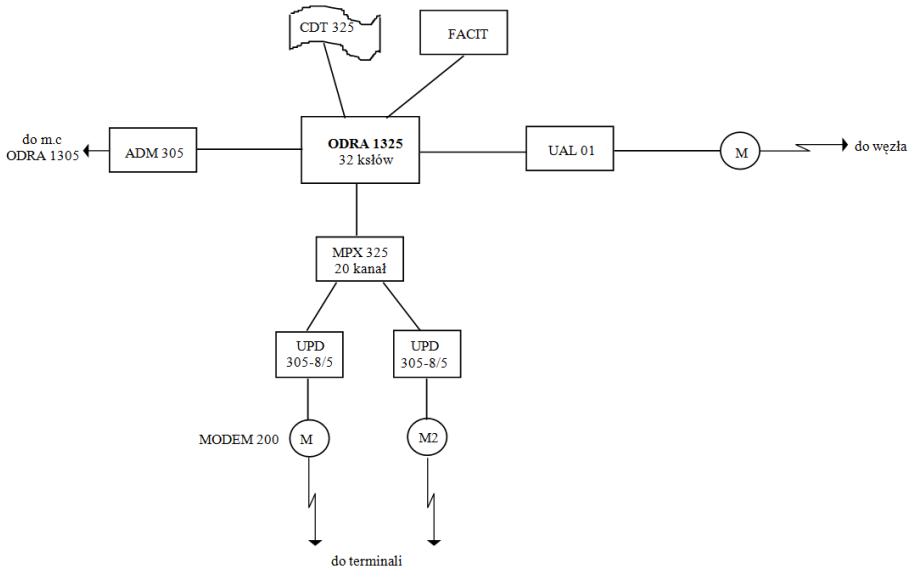 CDT 325
FACIT
do m.c
ODRA 1305
ADM 305
ODRA 1325
32 ksłów
UAL 01
M
do węzła
MPX 325
20 kanał
UPD
305-8/5
UPD
305-8/5
MODEM 200
M
M2
do terminali